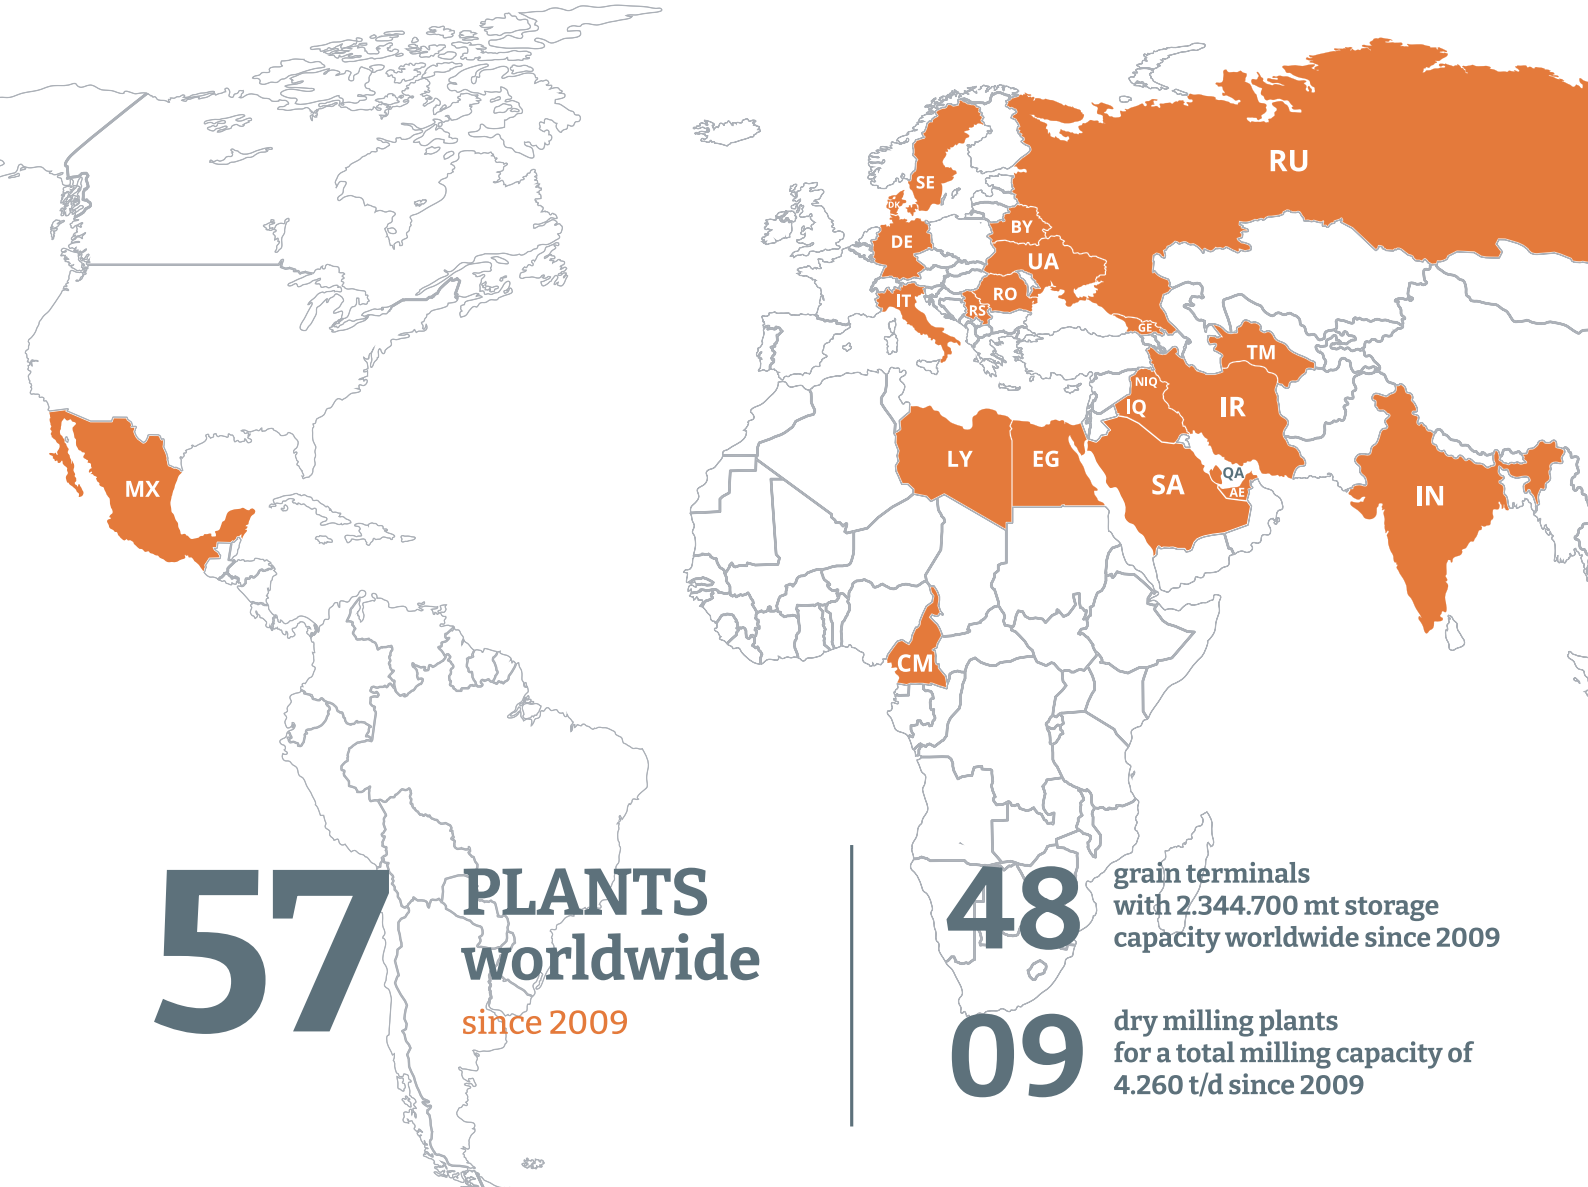 RU
SE
DK
BY
DE
UA
RO
IT
RS
GE
TM
NIQ
IQ
IR
LY
EG
QA
SA
AE
MX
IN
CM
57 PLANTS
worldwide
since 2009
48 grain terminals
with 2.344.700 mt storage
capacity worldwide since 2009
09 dry milling plants
for a total milling capacity of
4.260 t/d since 2009